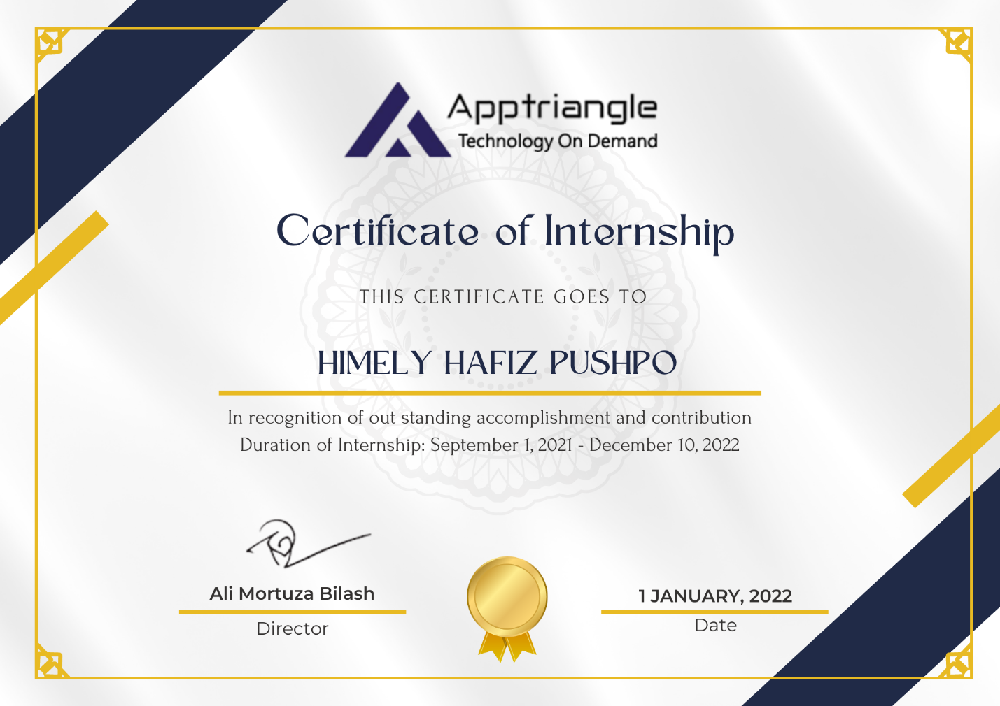 Apptriangle
Technology On Demand
Certificate of Internship
THIS CERTIFICATE GOES TO
HIMELY HAFIZ PUSHPO
In recognition of out standing accomplishment and contribution
Duration of Internship: September 1, 2021 - December 10, 2022
Ali Mortuza Bilash
Director
1 JANUARY, 2022
Date